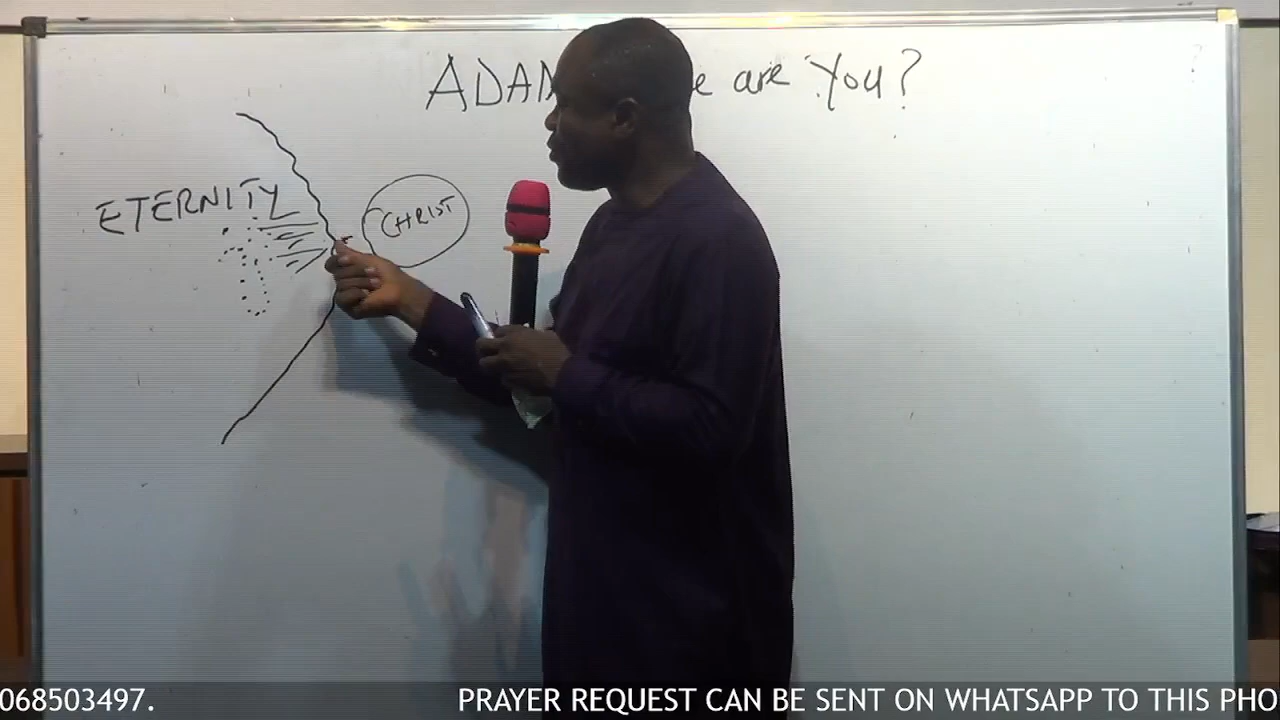 ADAM e are You?
ETERNITY
CHRIST
068503497. PRAYER REQUEST CAN BE SENT ON WHATSAPP TO THIS PHO